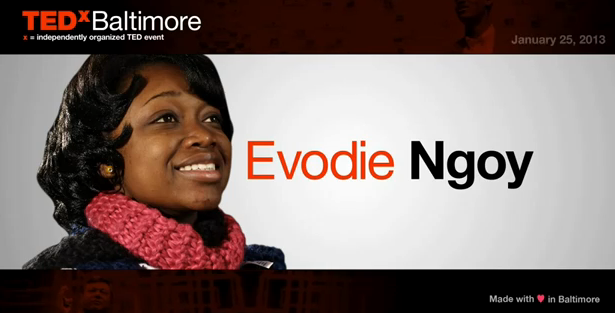 TEDxBaltimore
x = independently organized TED event
January 25, 2013
Evodie Ngoy
Made with ♥ in Baltimore